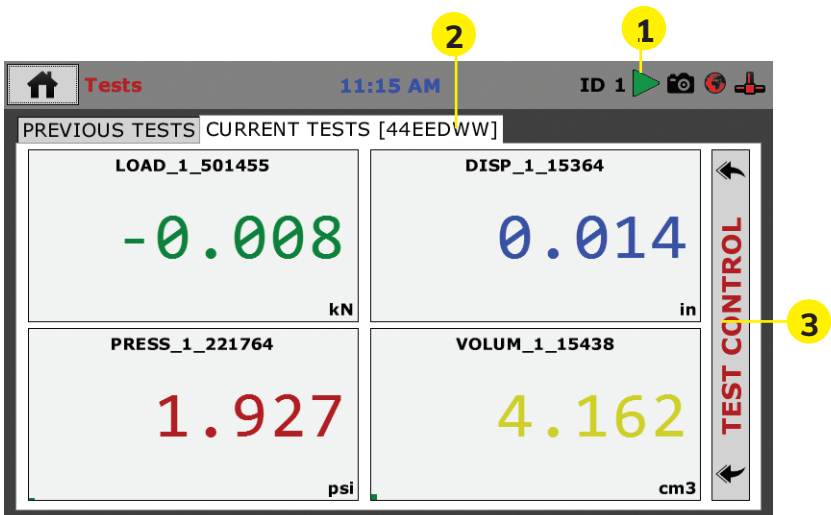 2
1
Tests
11:15 AM
ID 1
PREVIOUS TESTS
CURRENT TESTS [44EEDWW]
LOAD_1_501455
-0.008
kN
DISP_1_15364
0.014
in
PRESS_1_221764
1.927
psi
VOLUM_1_15438
4.162
cm3
TEST CONTROL
3